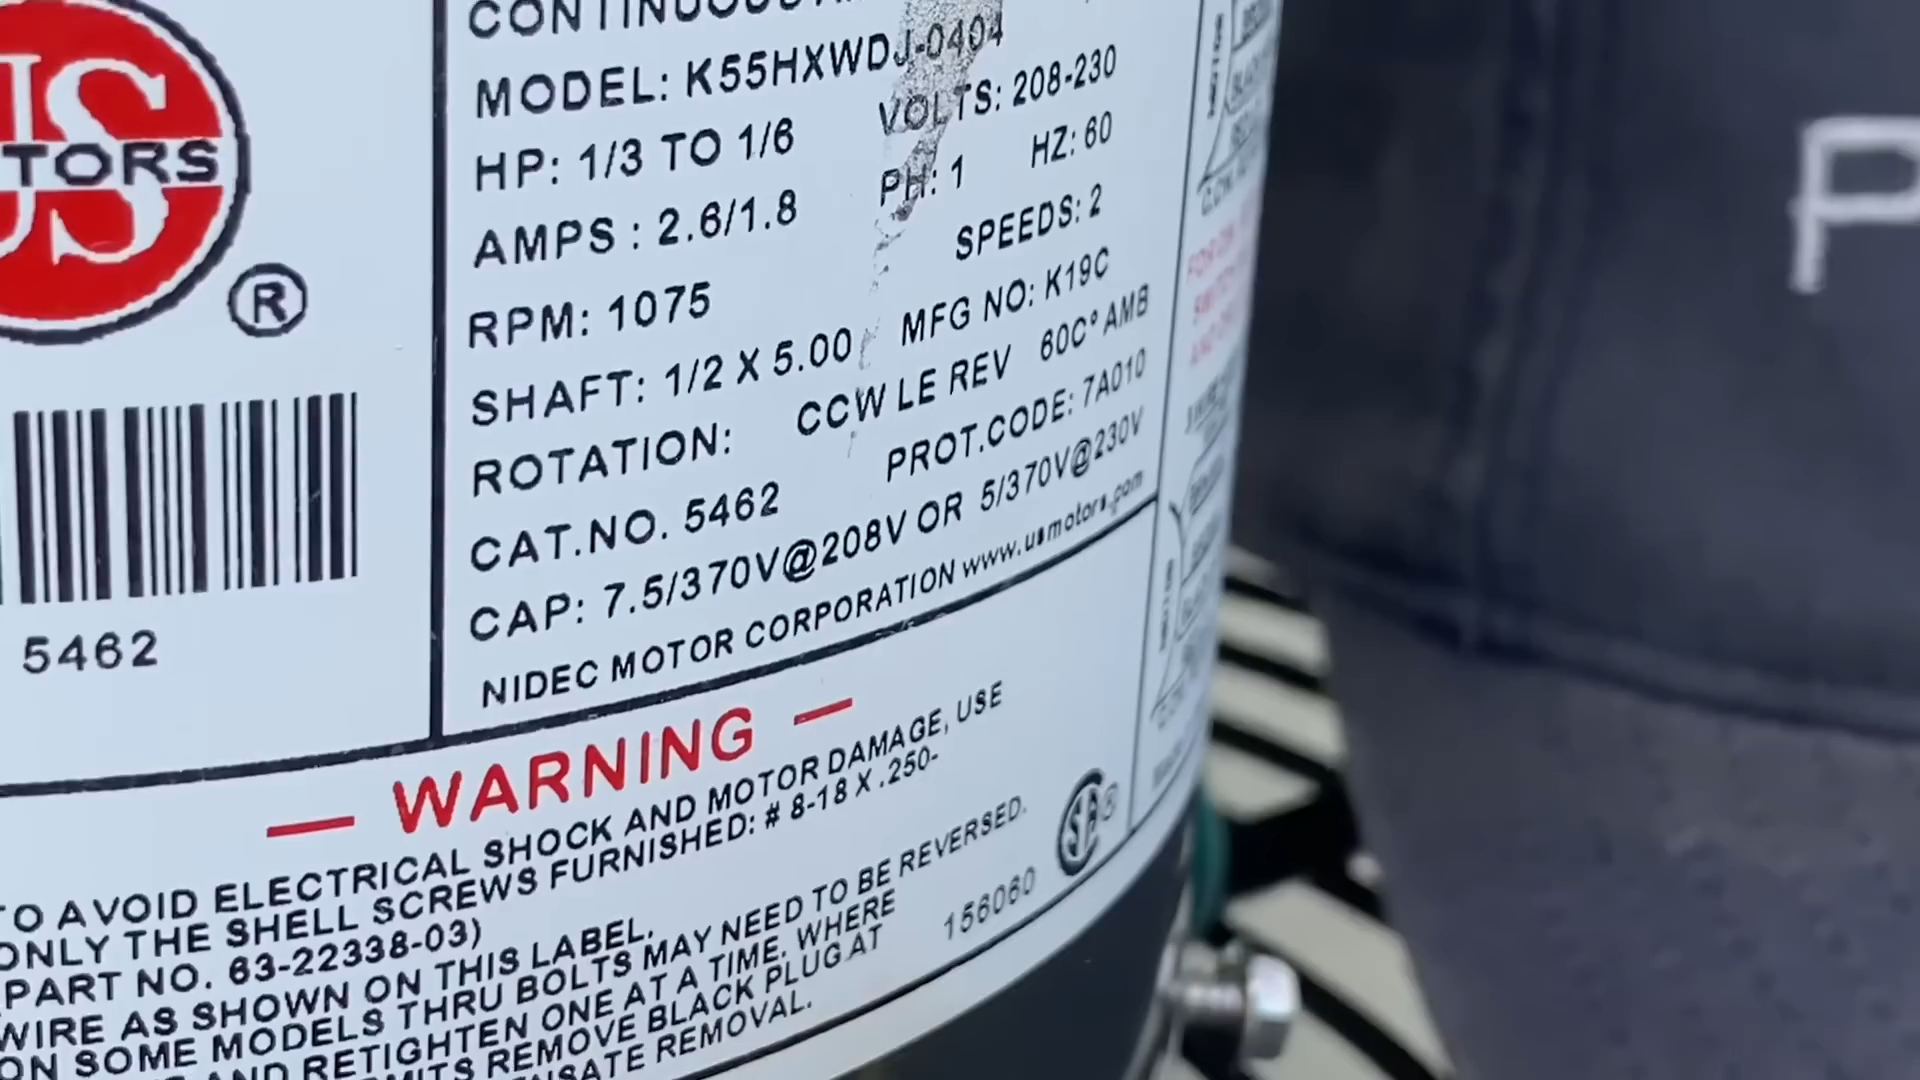 US
TORS
®
5462
MODEL: K55HXWDJ-0404
HP: 1/3 TO 1/6 VOLTS: 208-230
AMPS : 2.6/1.8 PH: 1 HZ: 60
RPM: 1075 SPEEDS: 2
SHAFT: 1/2 X 5.00 MFG NO: K19C
ROTATION: CCW LE REV 60C° AMB
CAT.NO. 5462 PROT.CODE: 7A010
CAP: 7.5/370V@208V OR 5/370V@230V
NIDEC MOTOR CORPORATION www.usmotors.com
— WARNING —
TO AVOID ELECTRICAL SHOCK AND MOTOR DAMAGE, USE
ONLY THE SHELL SCREWS FURNISHED: # 8-18 X .250-
PART NO. 63-22338-03)
WIRE AS SHOWN ON THIS LABEL.
ON SOME MODELS THRU BOLTS MAY NEED TO BE REVERSED.
AND RETIGHTEN ONE AT A TIME. WHERE
REMOVE BLACK PLUG AT
REMOVAL.
156060
SA®
P